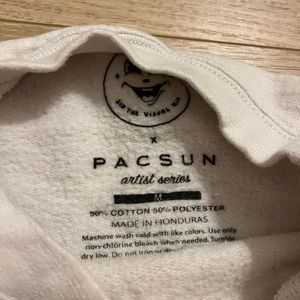 SID THE VISUAL KID
x
PACSUN
artist series
M
50% COTTON 50% POLYESTER
MADE IN HONDURAS
Machine wash cold with like colors. Use only
non-chlorine bleach when needed. Tumble
dry low. Do not iron